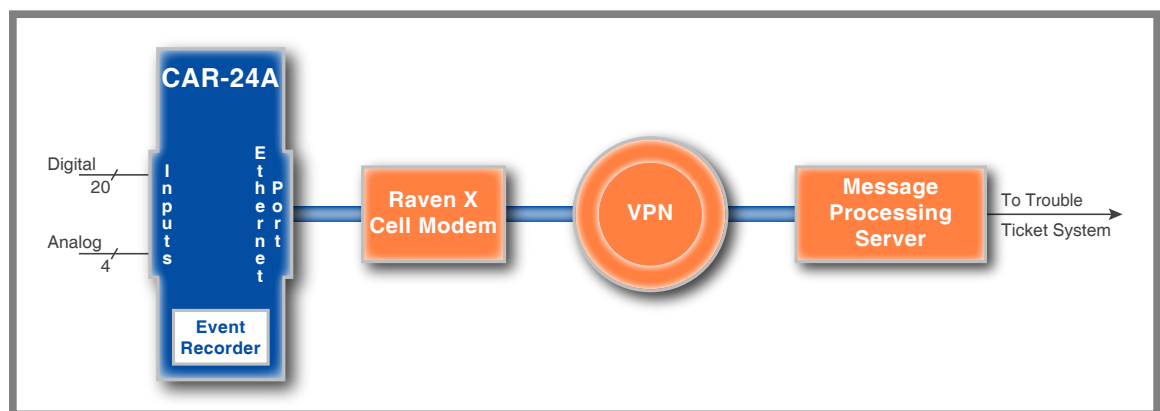 CAR-24A
Digital
20
Analog
4
Inputs
Ethernet
Port
Event
Recorder
Raven X
Cell Modem
VPN
Message
Processing
Server
To Trouble
Ticket System